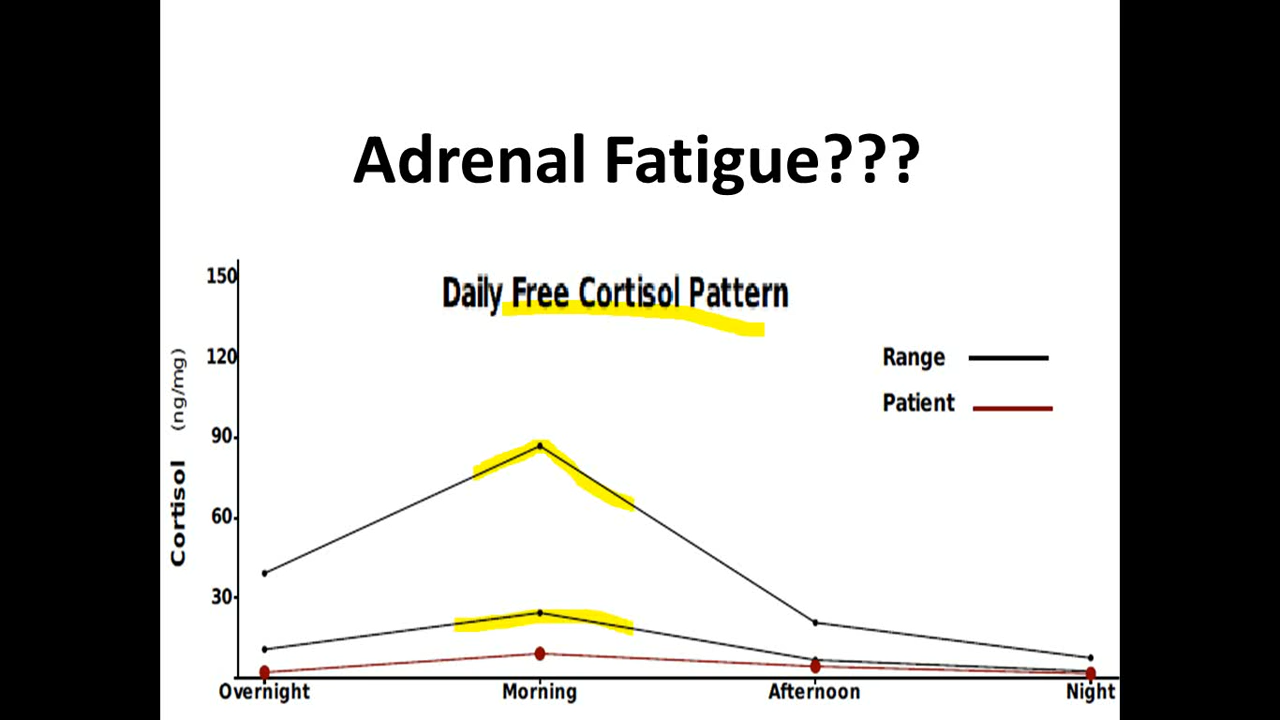 Adrenal Fatigue???
Daily Free Cortisol Pattern
Range
Patient
Cortisol (ng/mg)
150
120
90
60
30
Overnight Morning Afternoon Night